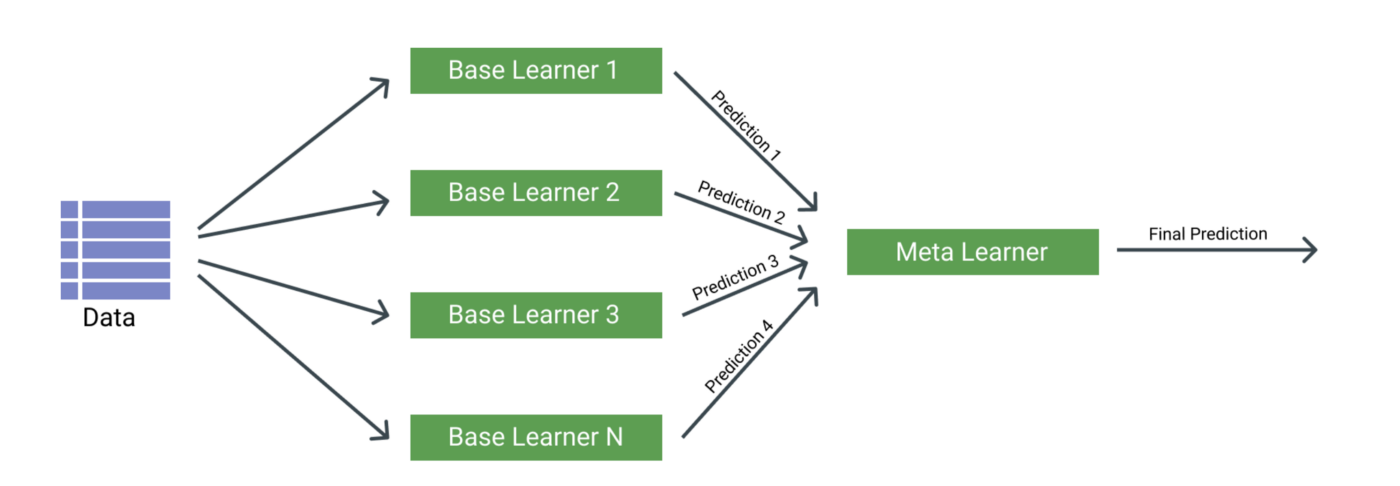 Base Learner 1
Prediction 1
Base Learner 2
Prediction 2
Data
Meta Learner
Final Prediction
Base Learner 3
Prediction 3
Base Learner N
Prediction 4